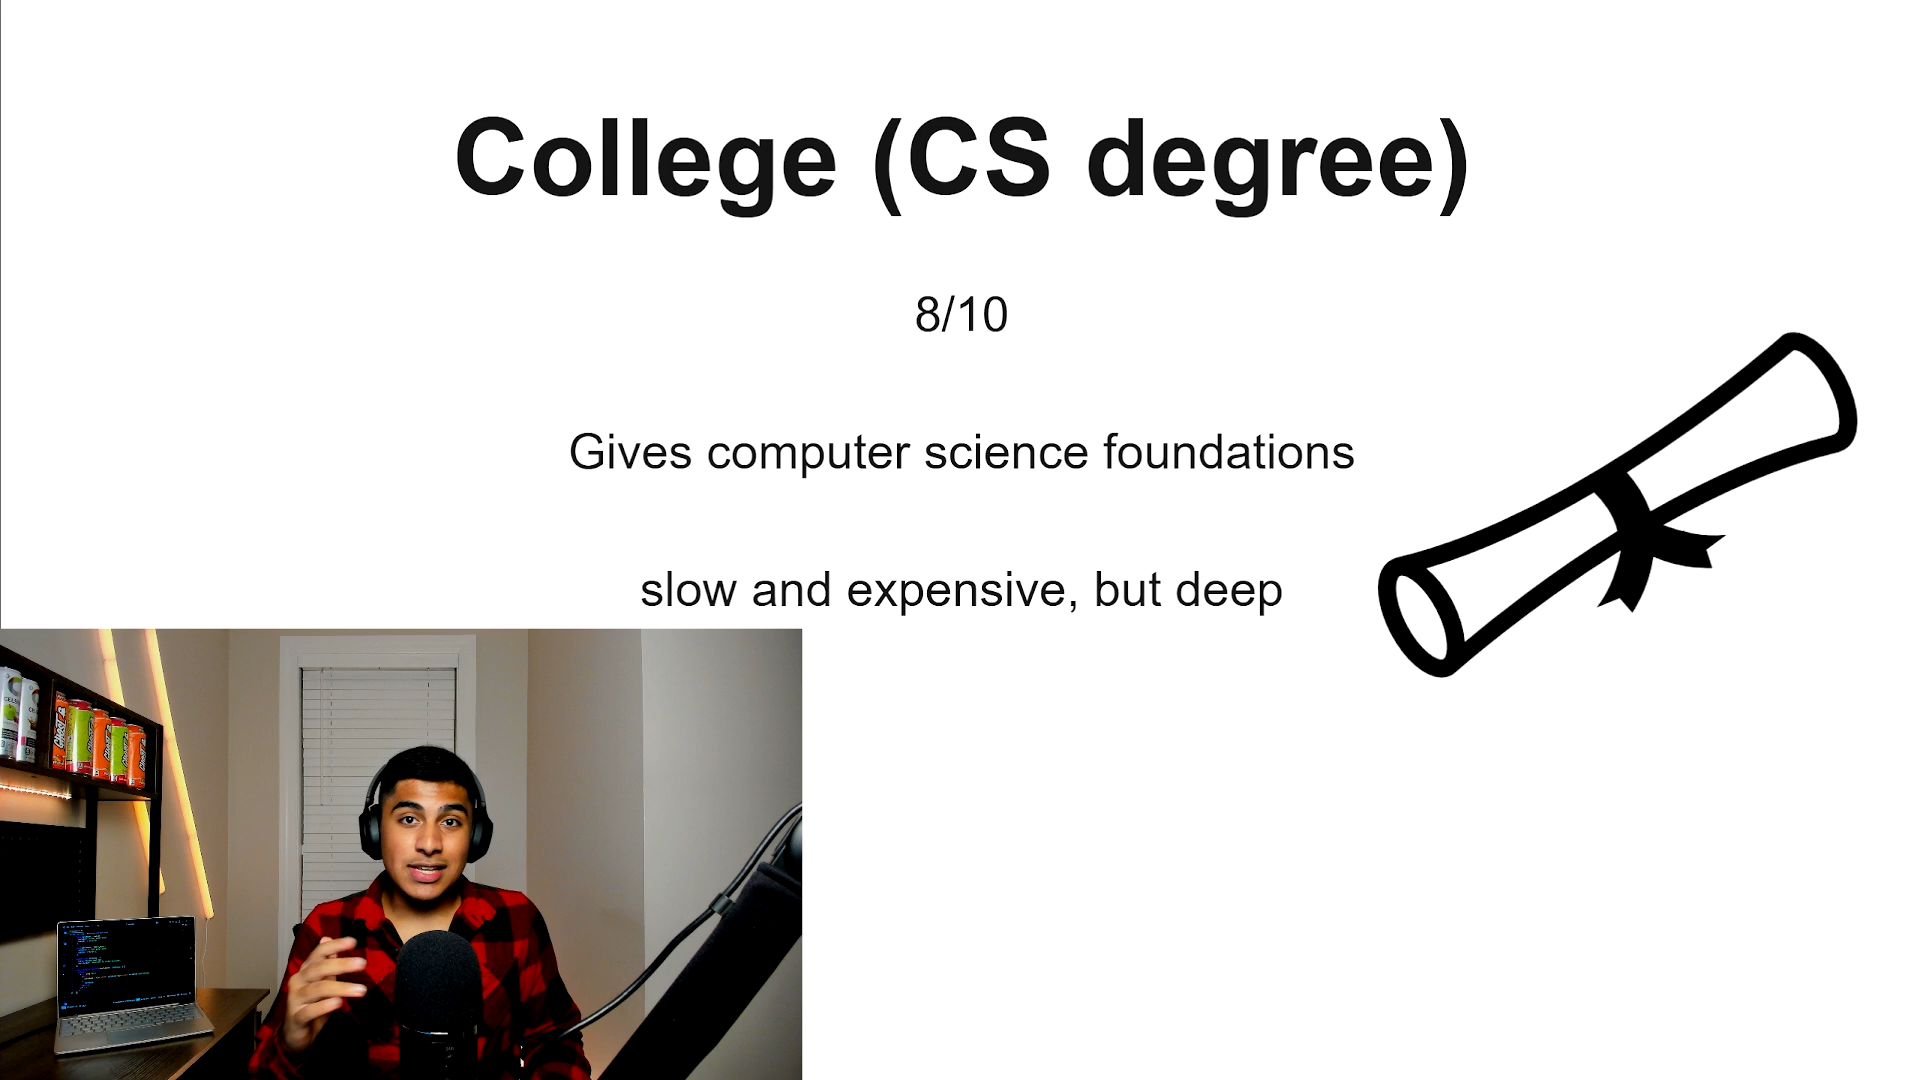 College (CS degree)
8/10
Gives computer science foundations
slow and expensive, but deep